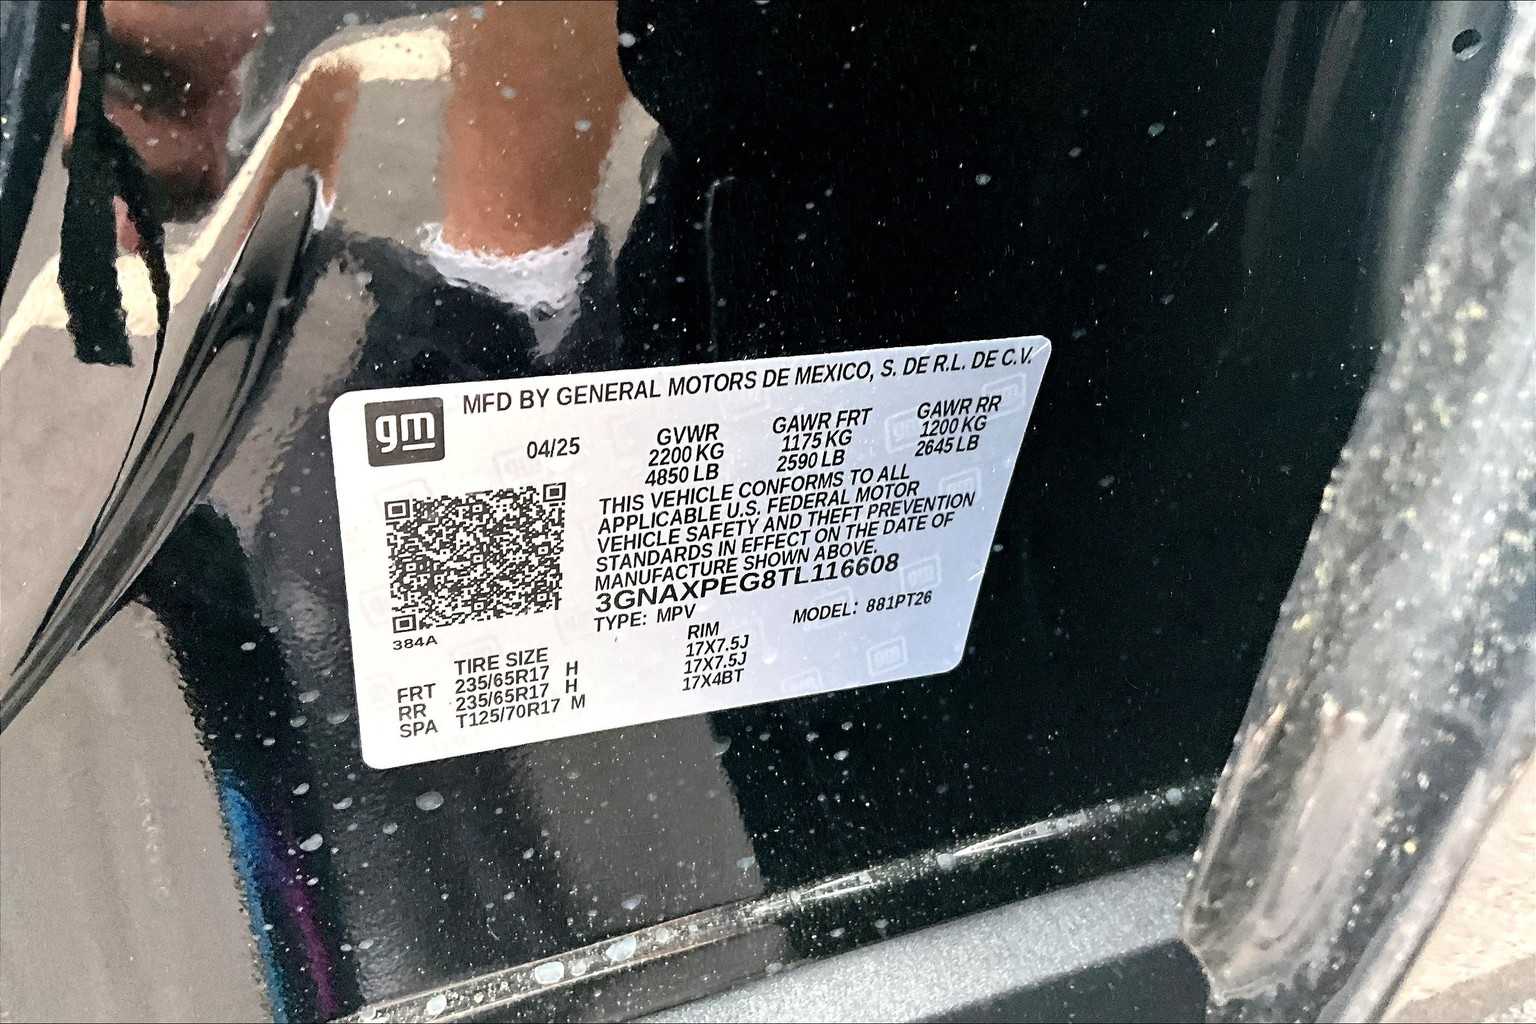 gm
MFD BY GENERAL MOTORS DE MEXICO, S. DE R.L. DE C.V.
04/25
GVWR GAWR FRT GAWR RR
2200 KG 1175 KG 1200 KG
4850 LB 2590 LB 2645 LB
THIS VEHICLE CONFORMS TO ALL
APPLICABLE U.S. FEDERAL MOTOR
VEHICLE SAFETY AND THEFT PREVENTION
STANDARDS IN EFFECT ON THE DATE OF
MANUFACTURE SHOWN ABOVE.
3GNAXPEG8TL116608
TYPE: MPV MODEL: 881PT26
384A
TIRE SIZE RIM
FRT 235/65R17 H 17X7.5J
RR 235/65R17 H 17X7.5J
SPA T125/70R17 M 17X4BT